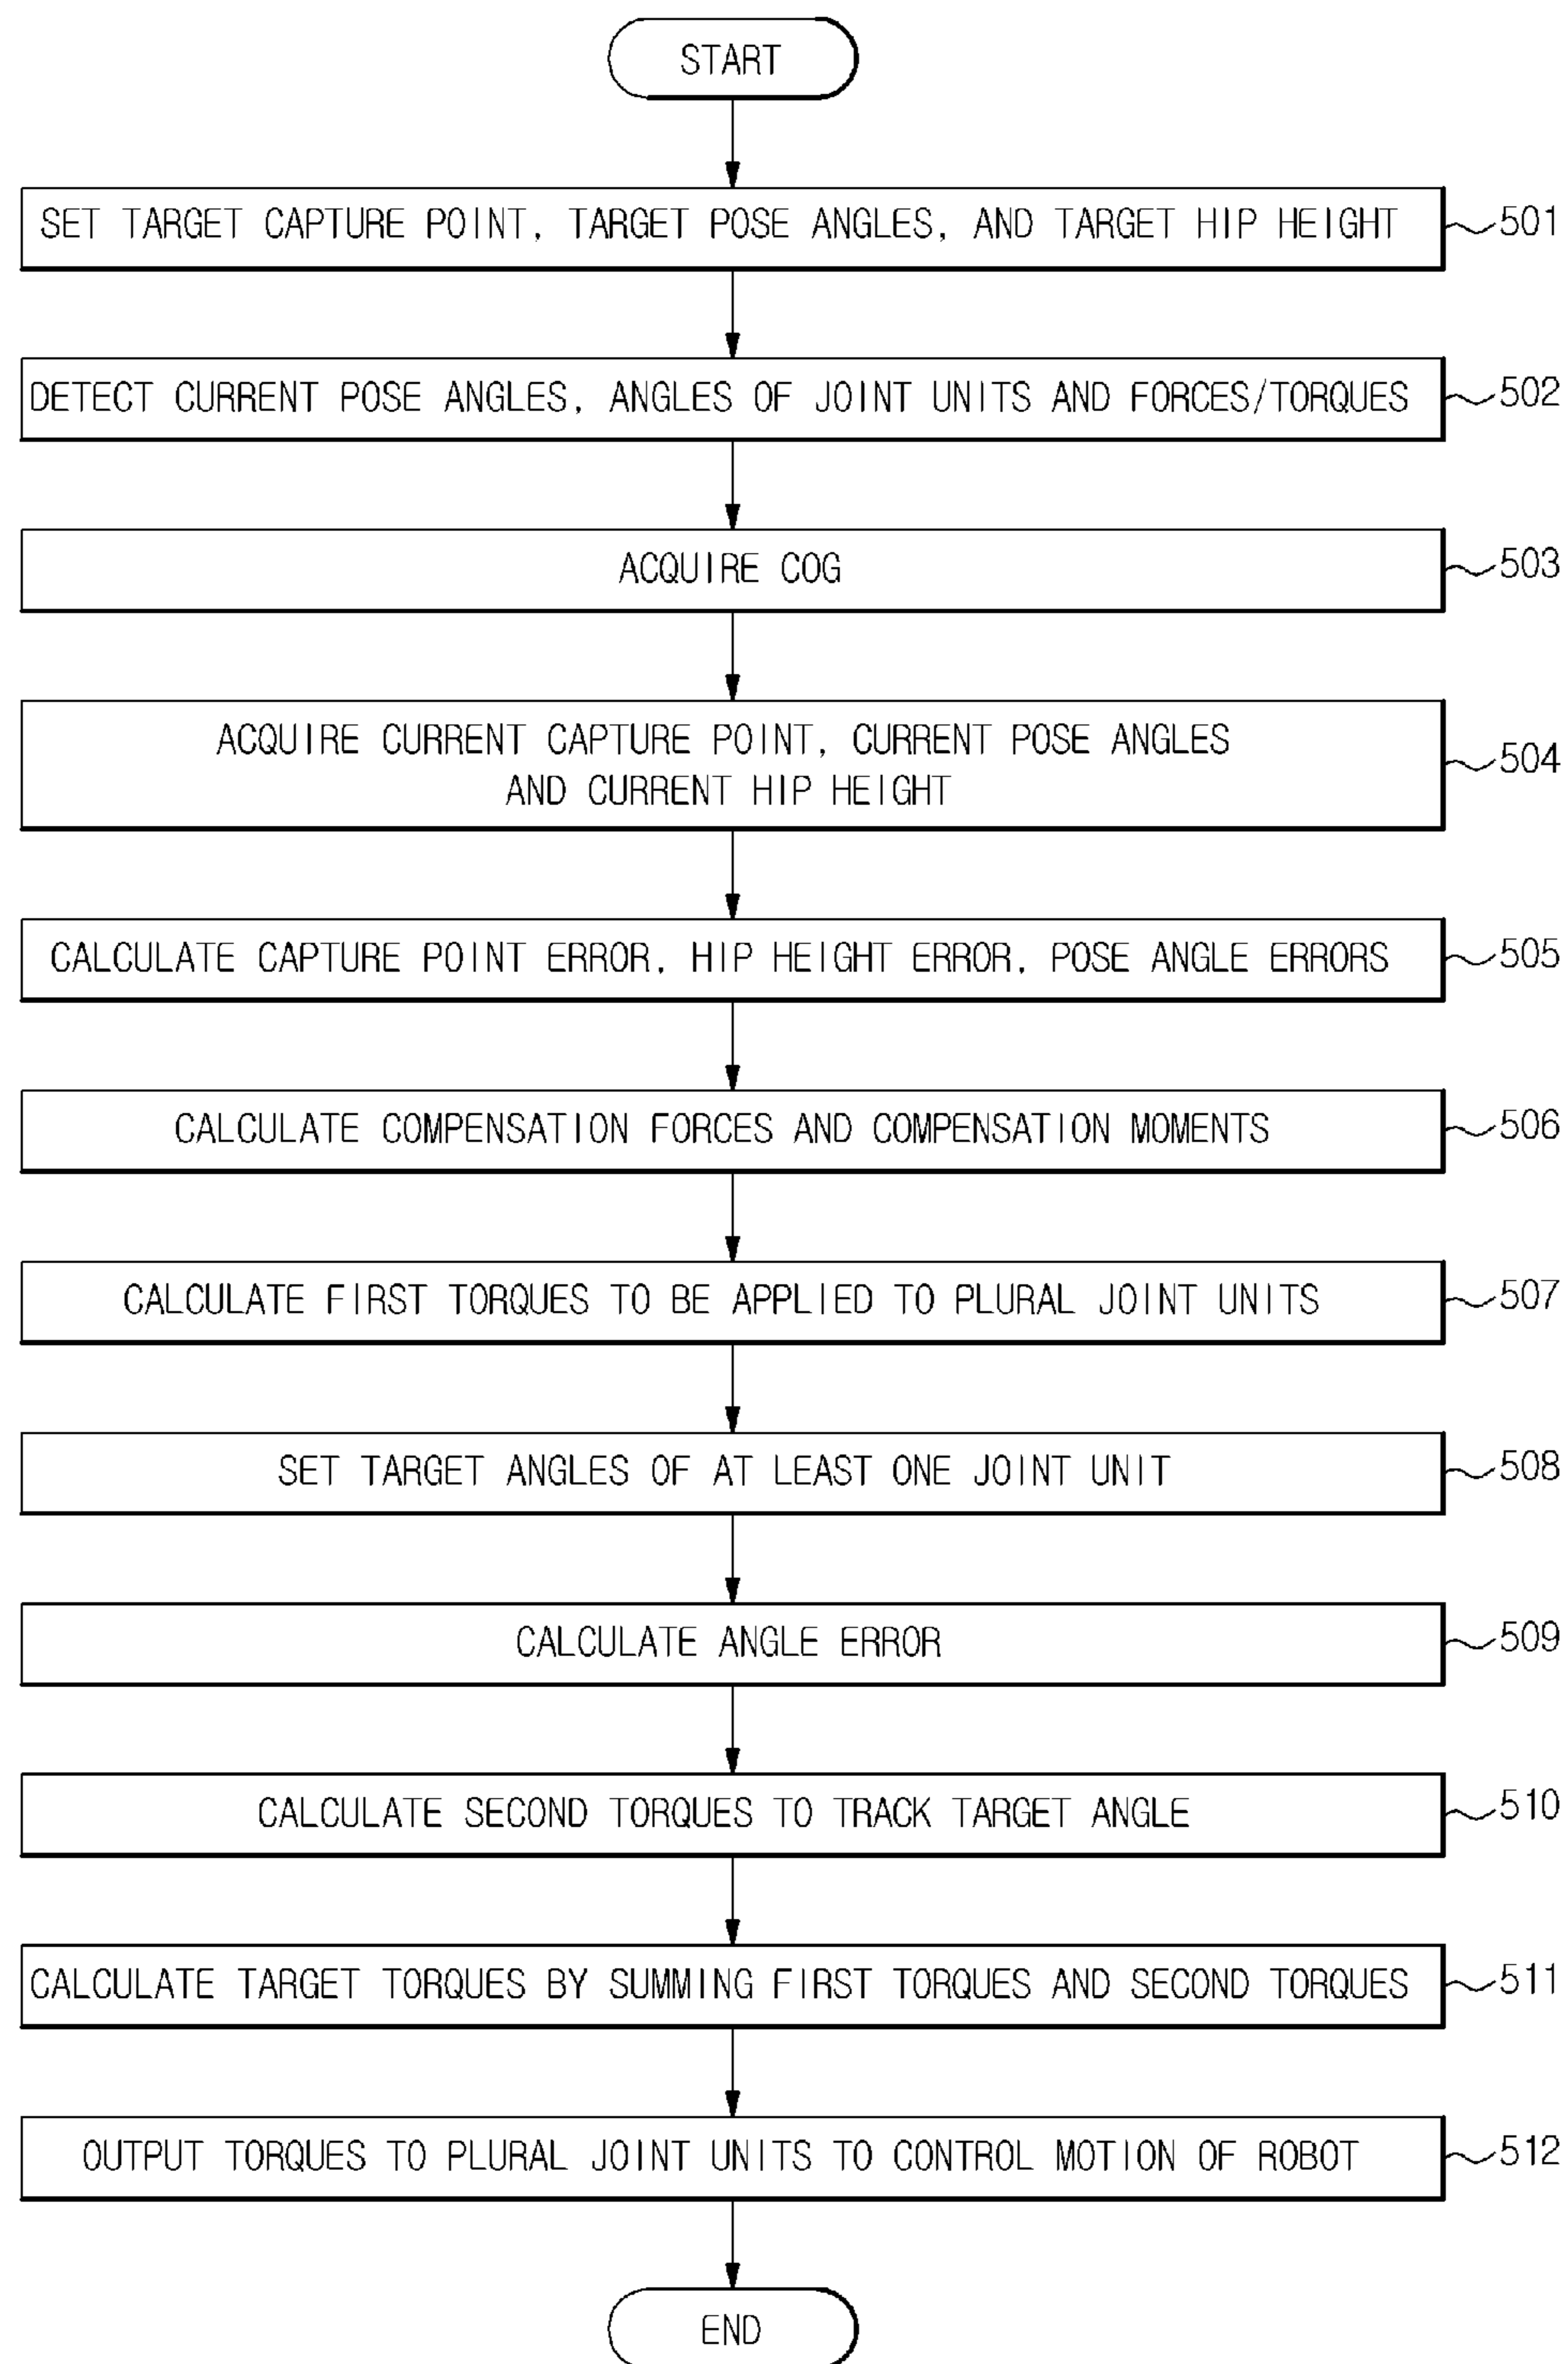 START
SET TARGET CAPTURE POINT, TARGET POSE ANGLES, AND TARGET HIP HEIGHT
501
DETECT CURRENT POSE ANGLES, ANGLES OF JOINT UNITS AND FORCES/TORQUES
502
ACQUIRE COG
503
ACQUIRE CURRENT CAPTURE POINT, CURRENT POSE ANGLES
AND CURRENT HIP HEIGHT
504
CALCULATE CAPTURE POINT ERROR, HIP HEIGHT ERROR, POSE ANGLE ERRORS
505
CALCULATE COMPENSATION FORCES AND COMPENSATION MOMENTS
506
CALCULATE FIRST TORQUES TO BE APPLIED TO PLURAL JOINT UNITS
507
SET TARGET ANGLES OF AT LEAST ONE JOINT UNIT
508
CALCULATE ANGLE ERROR
509
CALCULATE SECOND TORQUES TO TRACK TARGET ANGLE
510
CALCULATE TARGET TORQUES BY SUMMING FIRST TORQUES AND SECOND TORQUES
511
OUTPUT TORQUES TO PLURAL JOINT UNITS TO CONTROL MOTION OF ROBOT
512
END